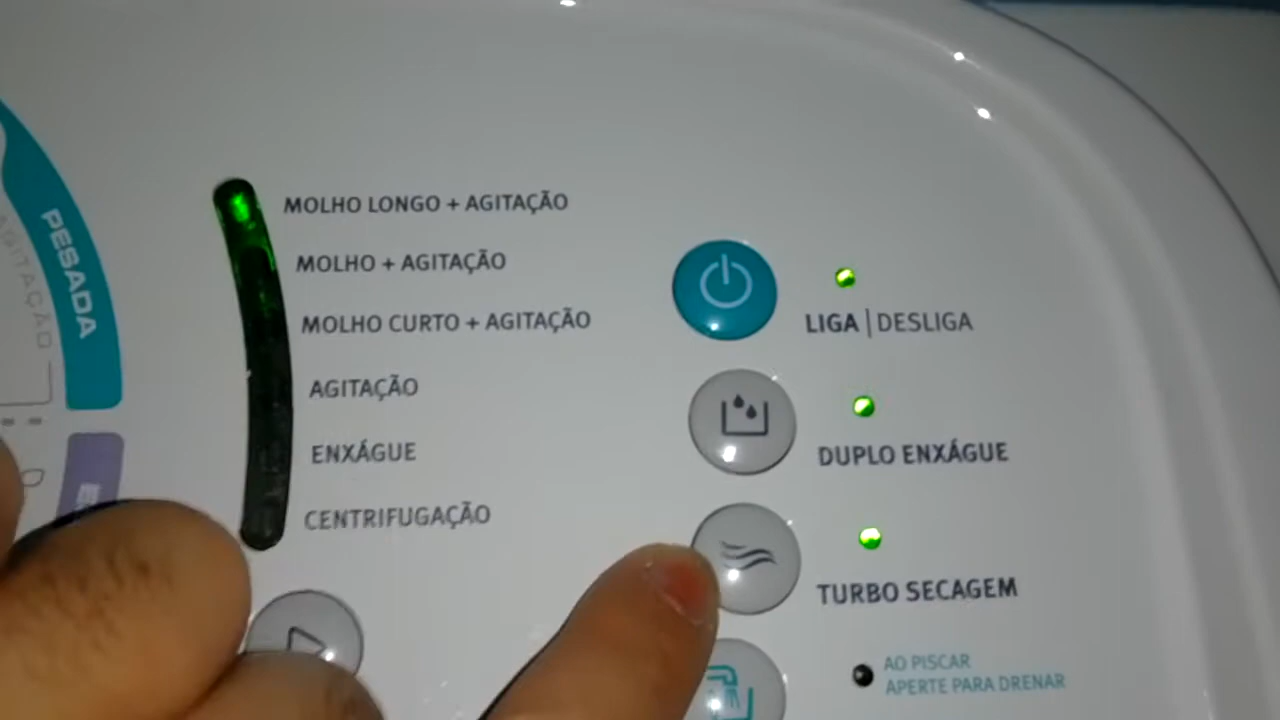 PESADA
AGITAÇÃO
MOLHO LONGO + AGITAÇÃO
MOLHO + AGITAÇÃO
MOLHO CURTO + AGITAÇÃO
AGITAÇÃO
ENXÁGUE
CENTRIFUGAÇÃO
LIGA | DESLIGA
DUPLO ENXÁGUE
TURBO SECAGEM
AO PISCAR
APERTE PARA DRENAR